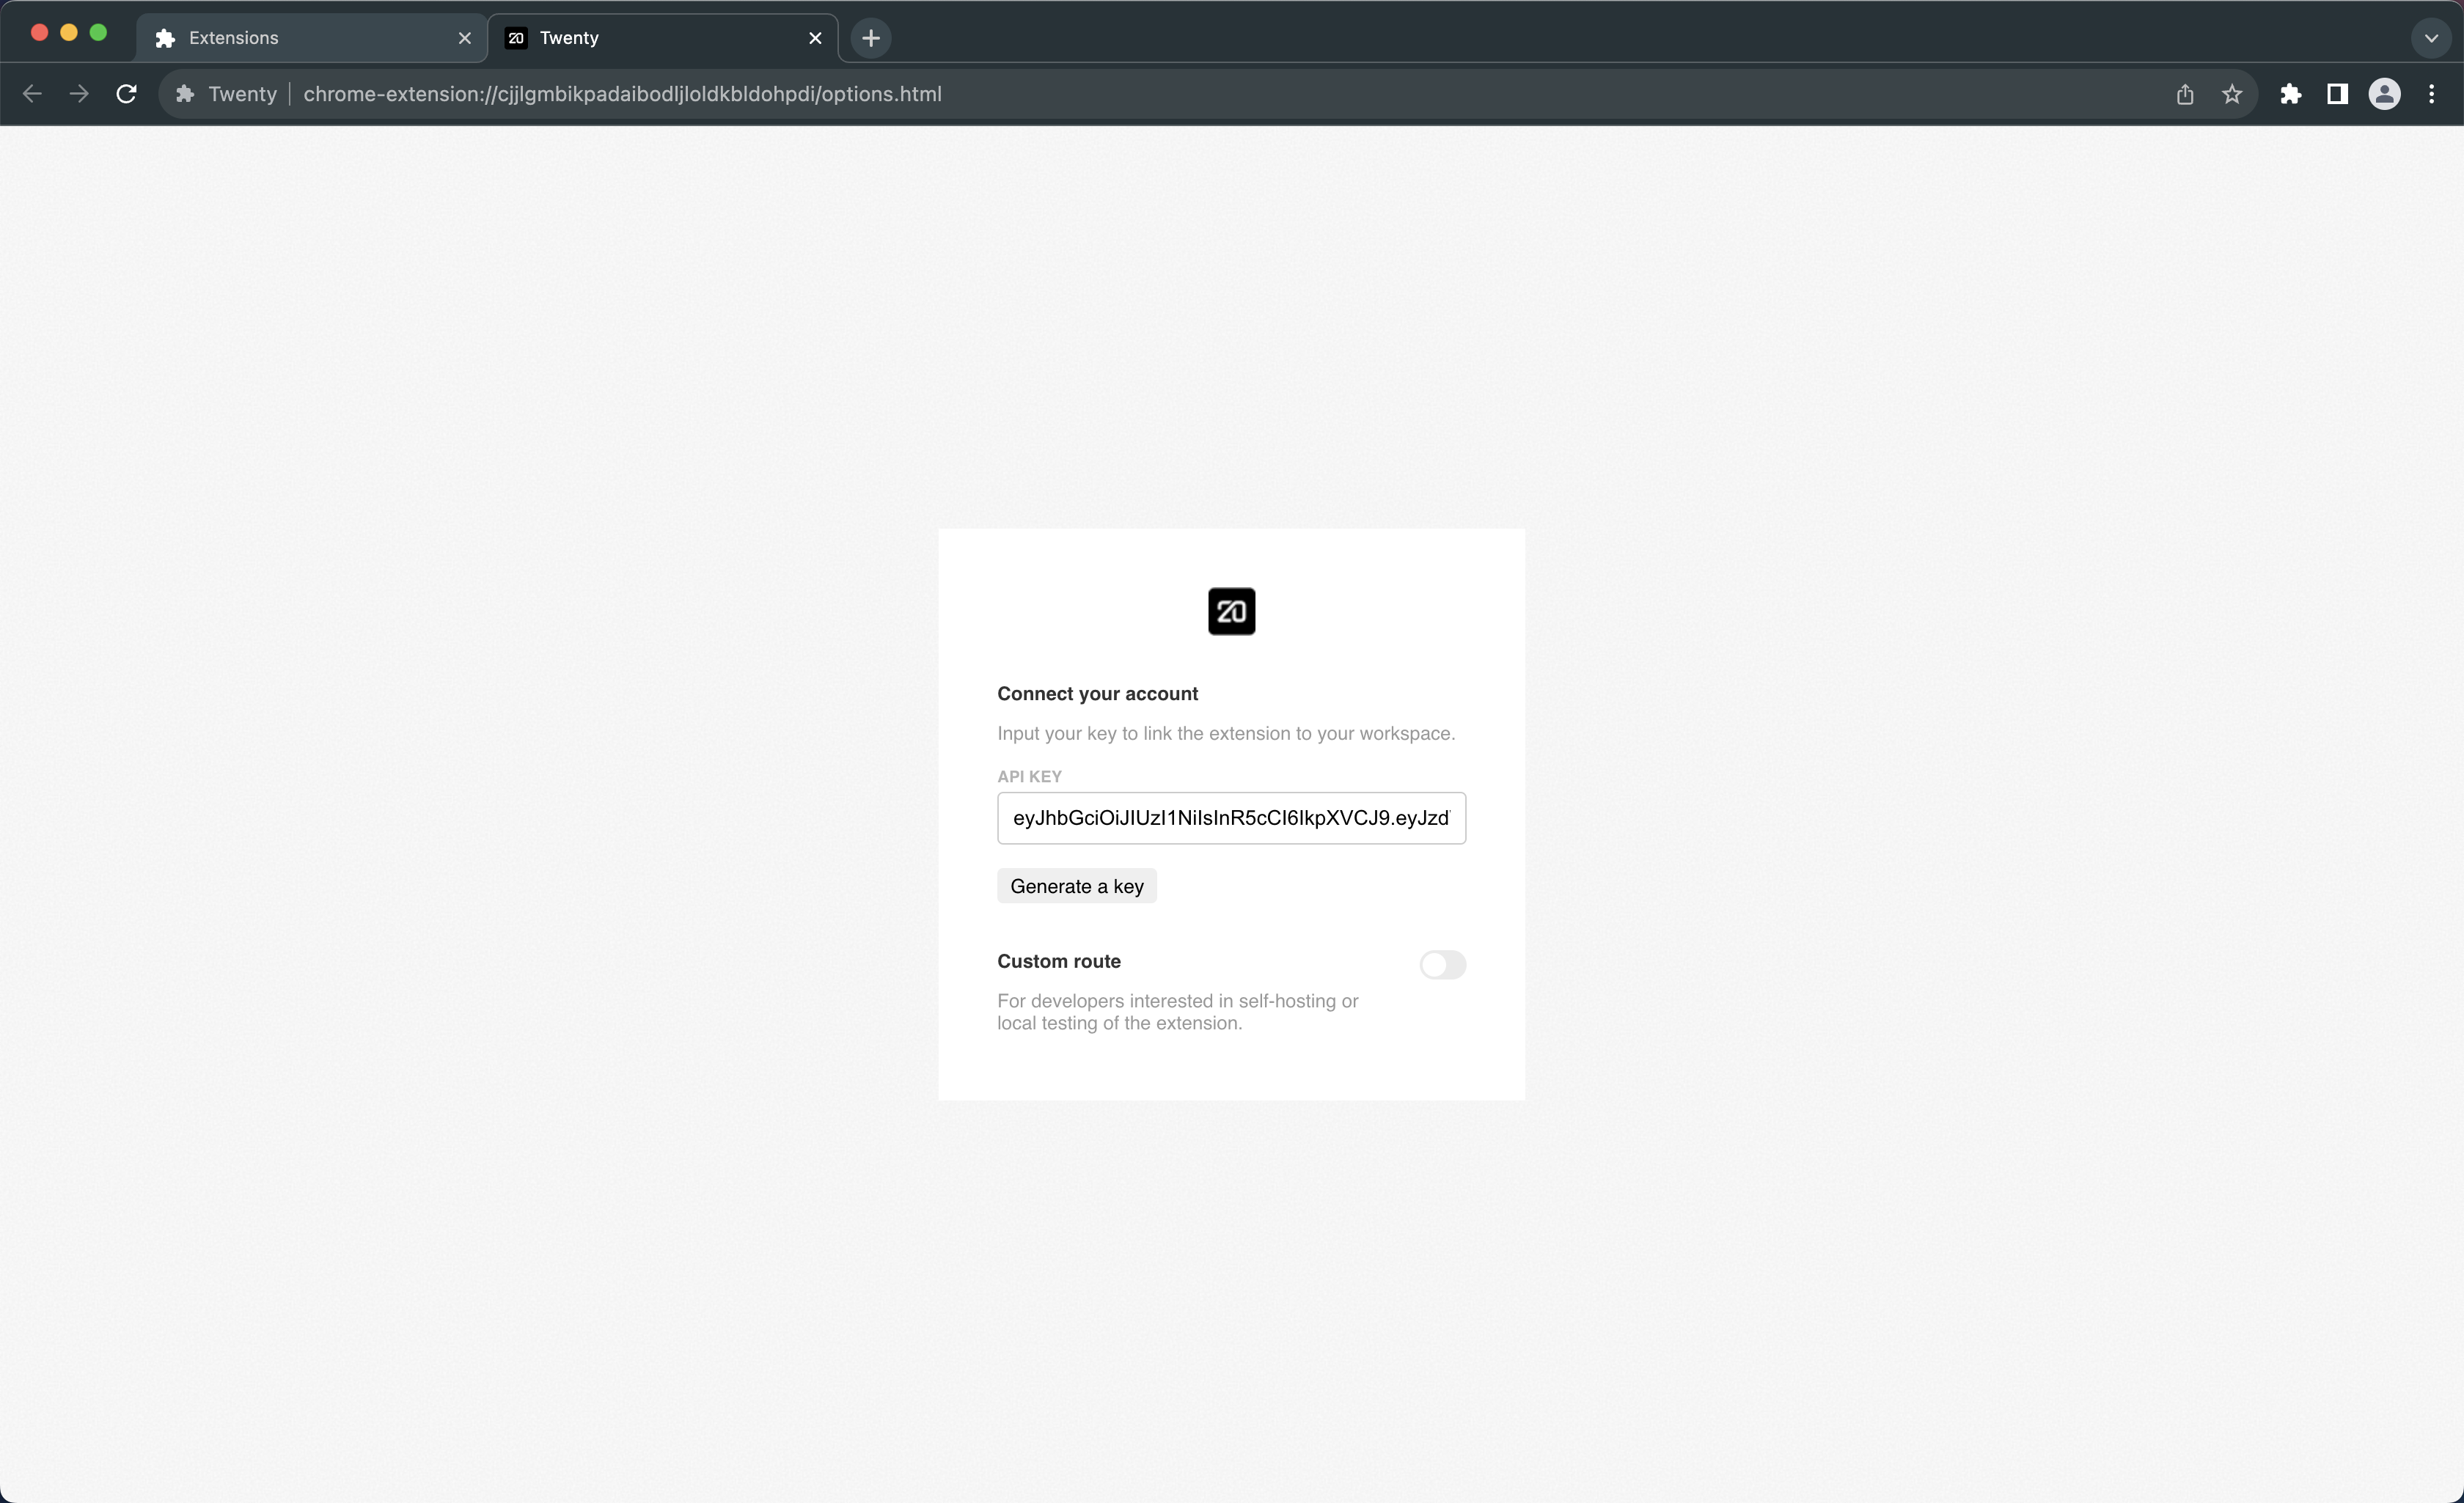 Extensions
20 Twenty
Twenty | chrome-extension://cjjlgmbikpadaibodljloldkbldohpdi/options.html
20
Connect your account
Input your key to link the extension to your workspace.
API KEY
eyJhbGciOiJIUzI1NiIsInR5cCI6IkpXVCJ9.eyJzd
Generate a key
Custom route
For developers interested in self-hosting or
local testing of the extension.